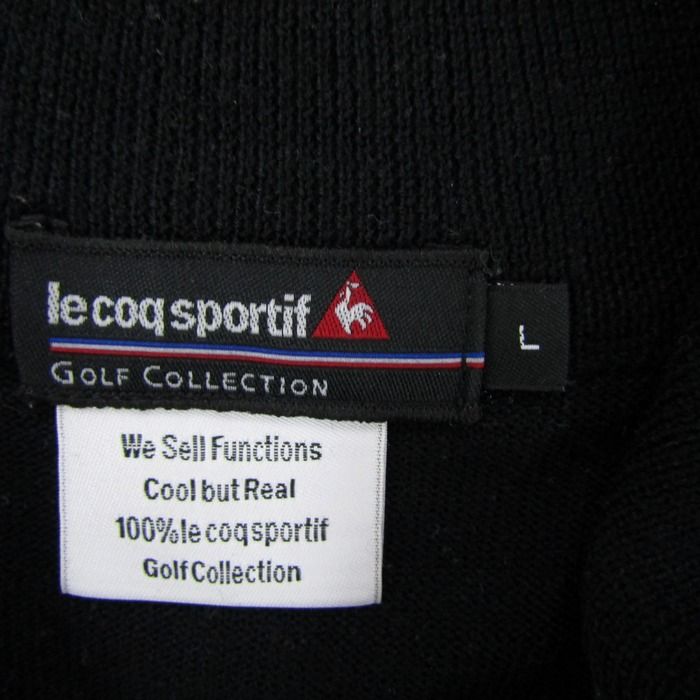 le coq sportif
GOLF COLLECTION
L
We Sell Functions
Cool but Real
100% le coq sportif
Golf Collection